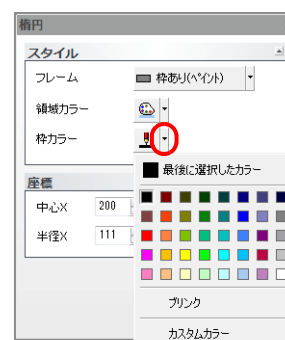 楕円
スタイル
フレーム
枠あり(ペイント)
領域カラー
枠カラー
最後に選択したカラー
座標
中心X 200
半径X 111
ブリンク
カスタムカラー